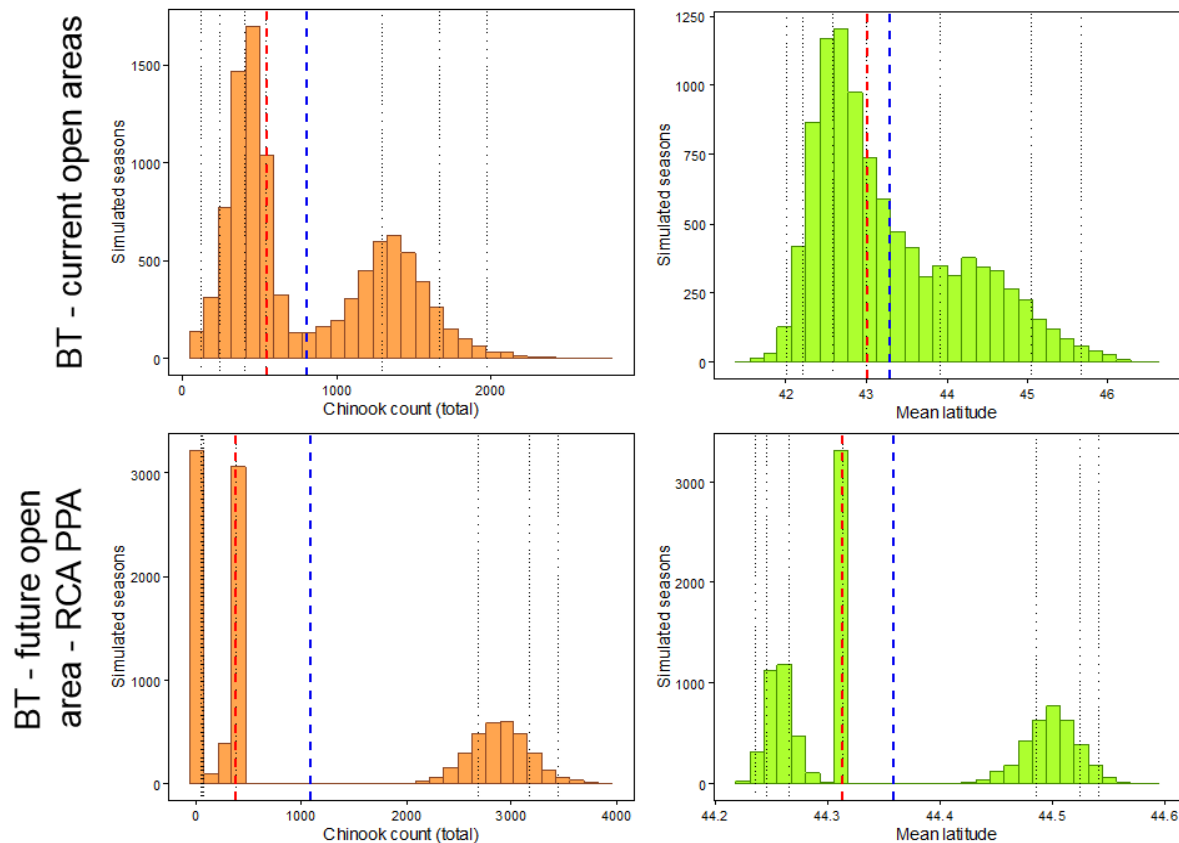 BT - current open areas
Simulated seasons
1500
1000
500
0
0 1000 2000
Chinook count (total)
Simulated seasons
1250
1000
750
500
250
0
42 43 44 45 46
Mean latitude
BT - future open
area - RCA PPA
Simulated seasons
3000
2000
1000
0
0 1000 2000 3000 4000
Chinook count (total)
Simulated seasons
3000
2000
1000
0
44.2 44.3 44.4 44.5 44.6
Mean latitude